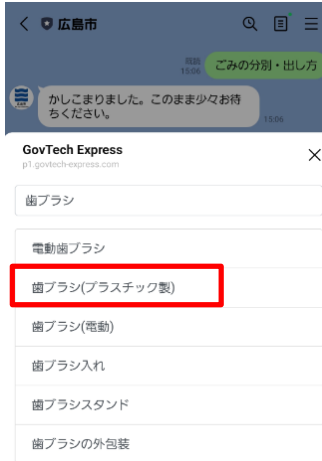 広島市
既読
15:06
ごみの分別・出し方
かしこまりました。このまま少々お待
ちください。
15:06
GovTech Express
p1.govtech-express.com
歯ブラシ
電動歯ブラシ
歯ブラシ(プラスチック製)
歯ブラシ(電動)
歯ブラシ入れ
歯ブラシスタンド
歯ブラシの外包装